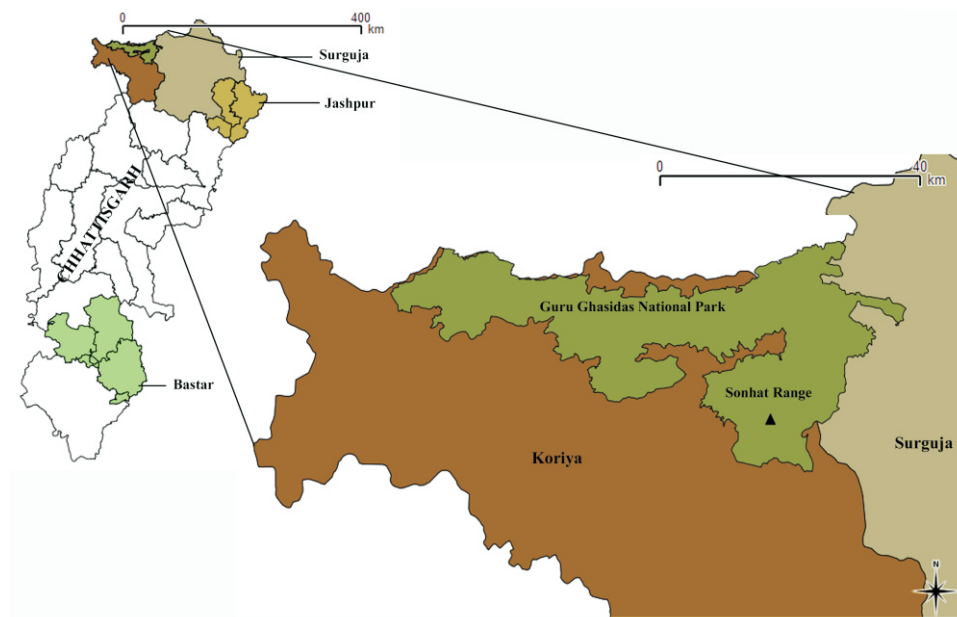 0 400
km
Surguja
Jashpur
CHHATTISGARH
Bastar
0 40
km
Guru Ghasidas National Park
Sonhat Range
Koriya
Surguja
N